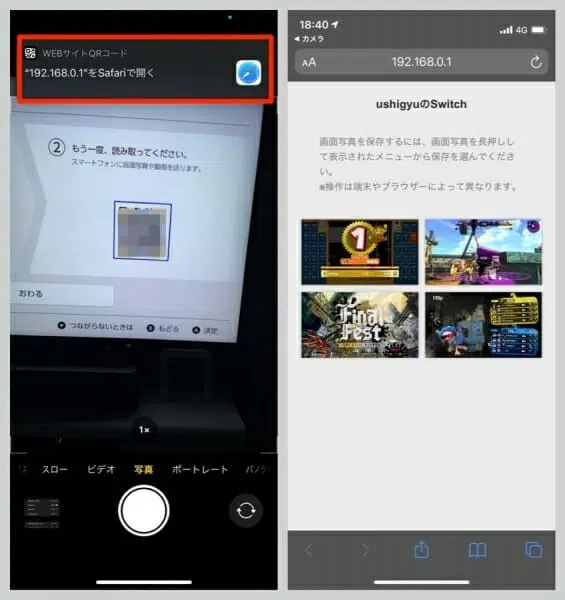 WEBサイトQRコード
"192.168.0.1"をSafariで開く
② もう一度、読み取ってください。
スマートフォンに画面写真や動画を送ります。
おわる
+ つながらないときは B もどる A 決定
1×
スロー ビデオ 写真 ポートレート パノラ
18:40
4G
カメラ
AA 192.168.0.1
ushigyuのSwitch
画面写真を保存するには、画面写真を長押しし
て表示されたメニューから保存を選んでくださ
い。
※操作は端末やブラウザーによって異なります。
1
Final
Fest